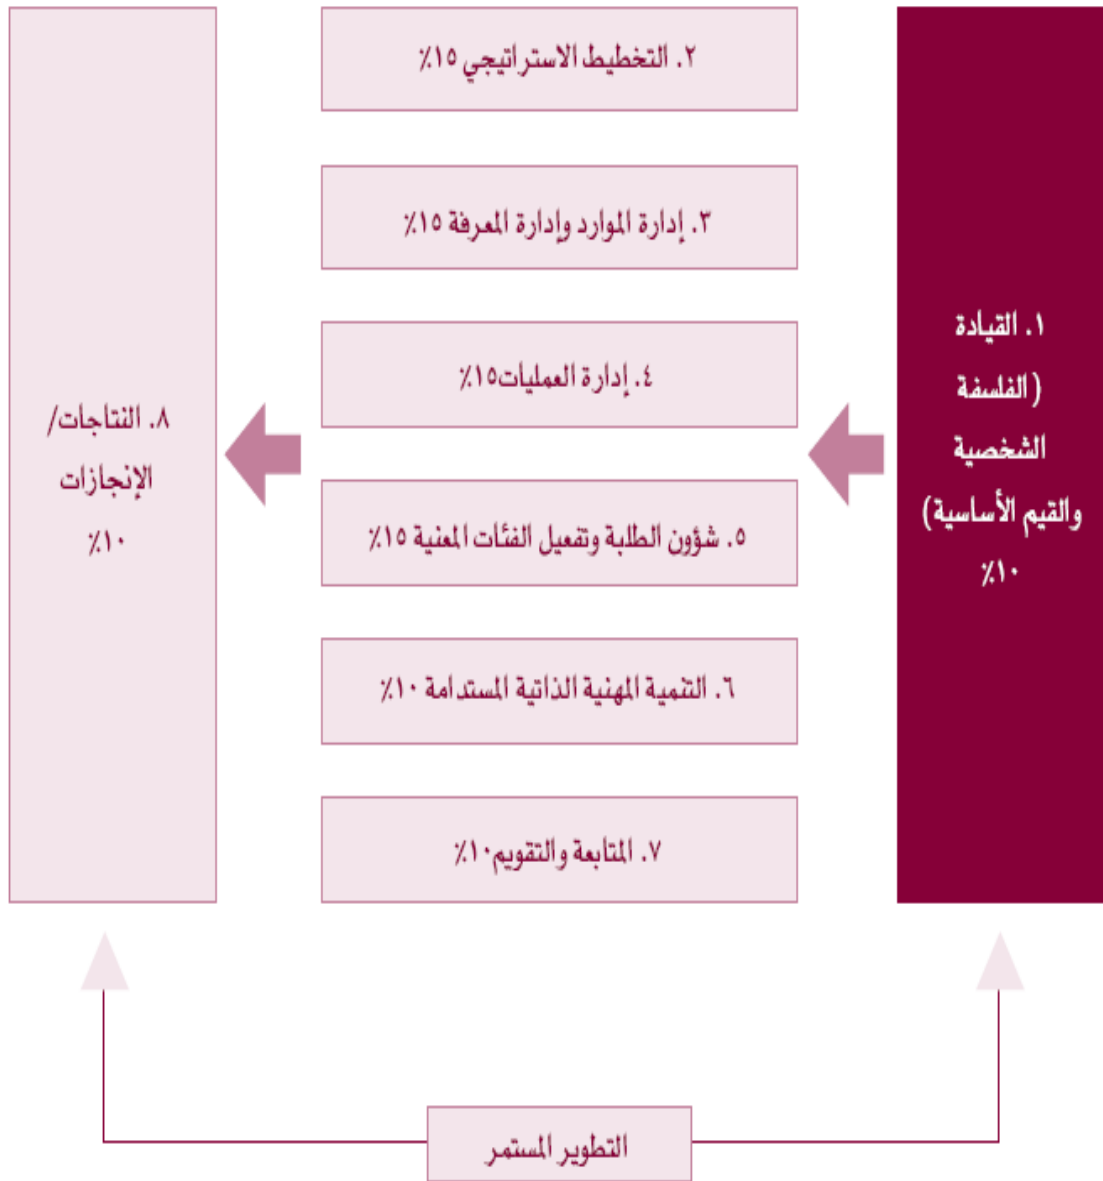 ١. القيادة
(الفلسفة
الشخصية
والقيم الأساسية)
١٠٪
٢. التخطيط الاستراتيجي ١٥٪
٣. إدارة الموارد وإدارة المعرفة ١٥٪
٤. إدارة العمليات١٥٪
٥. شؤون الطلبة وتفعيل الفئات المعنية ١٥٪
٦. التنمية المهنية الذاتية المستدامة ١٠٪
٧. المتابعة والتقويم١٠٪
٨. النتاجات/
الإنجازات
١٠٪
التطوير المستمر